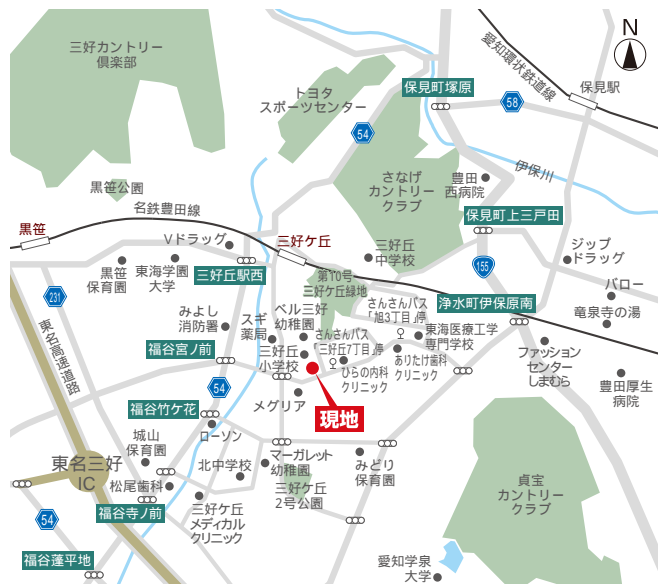 N
三好カントリー
倶楽部
トヨタ
スポーツセンター
保見町塚原
愛知環状鉄道線
保見駅
58
54
伊保川
さなげ
カントリー
クラブ
豊田
西病院
黒笹公園
名鉄豊田線
保見町上三戸田
黒笹
Vドラッグ
三好ケ丘
三好丘
中学校
ジップ
ドラッグ
黒笹
保育園
東海学園
大学
三好丘駅西
第10号
三好ケ丘緑地
155
バロー
231
さんさんバス
「旭3丁目」停
浄水町伊保原南
竜泉寺の湯
みよし
消防署
スギ
薬局
ベル三好
幼稚園
さんさんバス
「三好丘7丁目」停
東海医療工学
専門学校
東名高速道路
福谷宮ノ前
三好丘
小学校
ありたけ歯科
クリニック
ファッション
センター
しまむら
ひらの内科
クリニック
54
メグリア
豊田厚生
病院
福谷竹ケ花
現地
ローソン
城山
保育園
東名三好
IC
北中学校
マーガレット
幼稚園
みどり
保育園
貞宝
カントリー
クラブ
松尾歯科
三好ケ丘
2号公園
福谷寺ノ前
三好ケ丘
メディカル
クリニック
54
福谷蓬平地
愛知学泉
大学